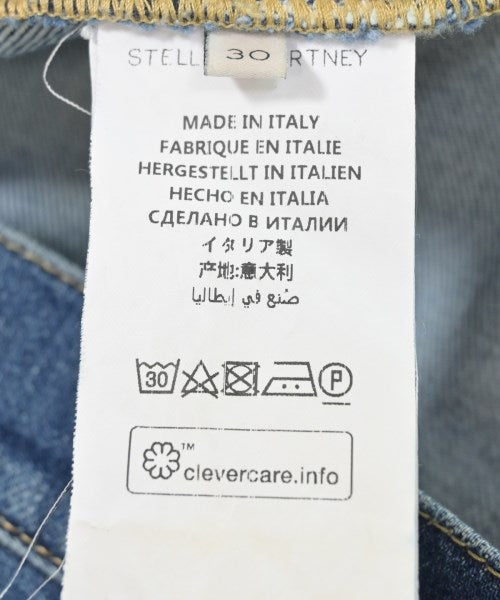 STELL 30 RTNEY
MADE IN ITALY
FABRIQUE EN ITALIE
HERGESTELLT IN ITALIEN
HECHO EN ITALIA
СДЕЛАНО В ИТАЛИИ
イタリア製
产地:意大利
صنع في إيطاليا
30 P
™
clevercare.info